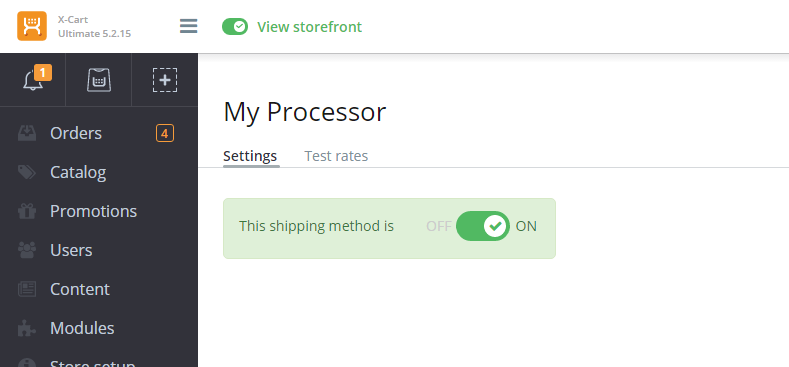 X-Cart
Ultimate 5.2.15
View storefront
1
My Processor
Settings Test rates
This shipping method is OFF ON
Orders 4
Catalog
Promotions
Users
Content
Modules
Store setup